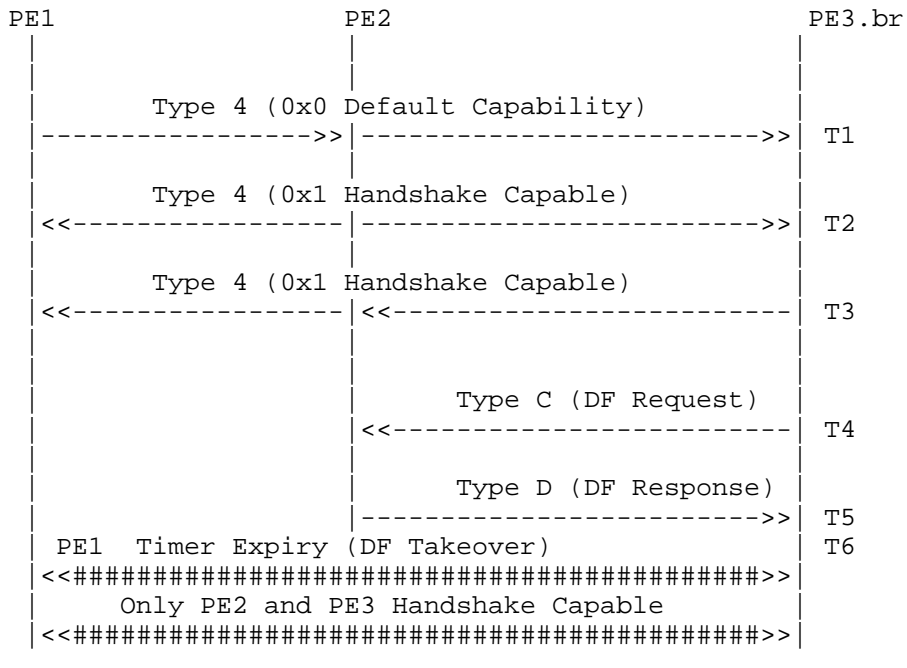 PE1 PE2 PE3.br
Type 4 (0x0 Default Capability)
T1
Type 4 (0x1 Handshake Capable)
T2
Type 4 (0x1 Handshake Capable)
T3
Type C (DF Request)
T4
Type D (DF Response)
T5
PE1 Timer Expiry (DF Takeover) T6
<<###########################################>>
Only PE2 and PE3 Handshake Capable
<<###########################################>>